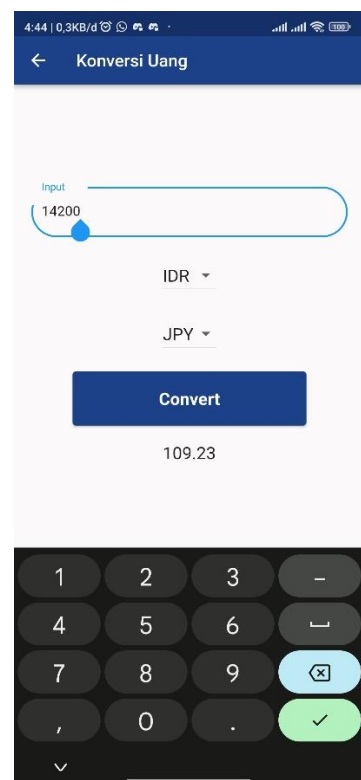 4:44 | 0,3KB/d
100
Konversi Uang
Input
14200
IDR
JPY
Convert
109.23
1 2 3 –
4 5 6
7 8 9
, 0 .